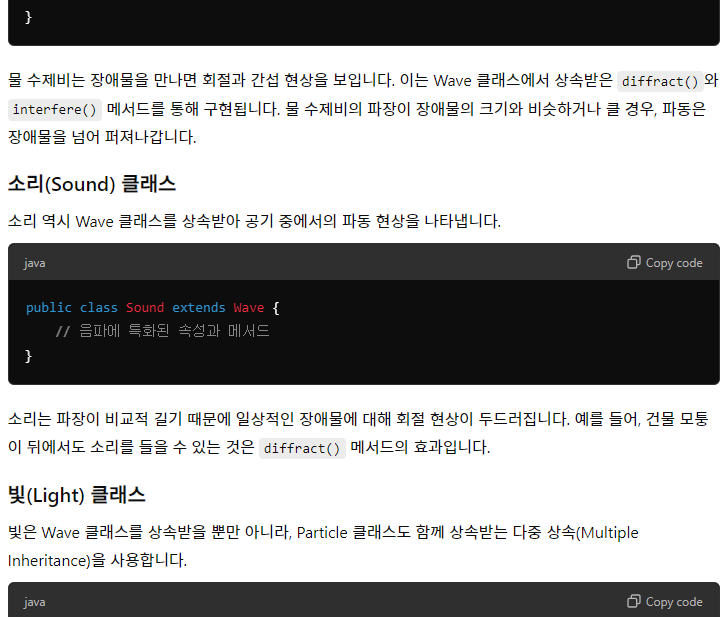 }
물 수제비는 장애물을 만나면 회절과 간섭 현상을 보입니다. 이는 Wave 클래스에서 상속받은 diffract()와
interfere() 메서드를 통해 구현됩니다. 물 수제비의 파장이 장애물의 크기와 비슷하거나 클 경우, 파동은
장애물을 넘어 퍼져나갑니다.
소리(Sound) 클래스
소리 역시 Wave 클래스를 상속받아 공기 중에서의 파동 현상을 나타냅니다.
java Copy code
public class Sound extends Wave {
// 음파에 특화된 속성과 메서드
}
소리는 파장이 비교적 길기 때문에 일상적인 장애물에 대해 회절 현상이 두드러집니다. 예를 들어, 건물 모퉁
이 뒤에서도 소리를 들을 수 있는 것은 diffract() 메서드의 효과입니다.
빛(Light) 클래스
빛은 Wave 클래스를 상속받을 뿐만 아니라, Particle 클래스도 함께 상속받는 다중 상속(Multiple
Inheritance)을 사용합니다.
java Copy code